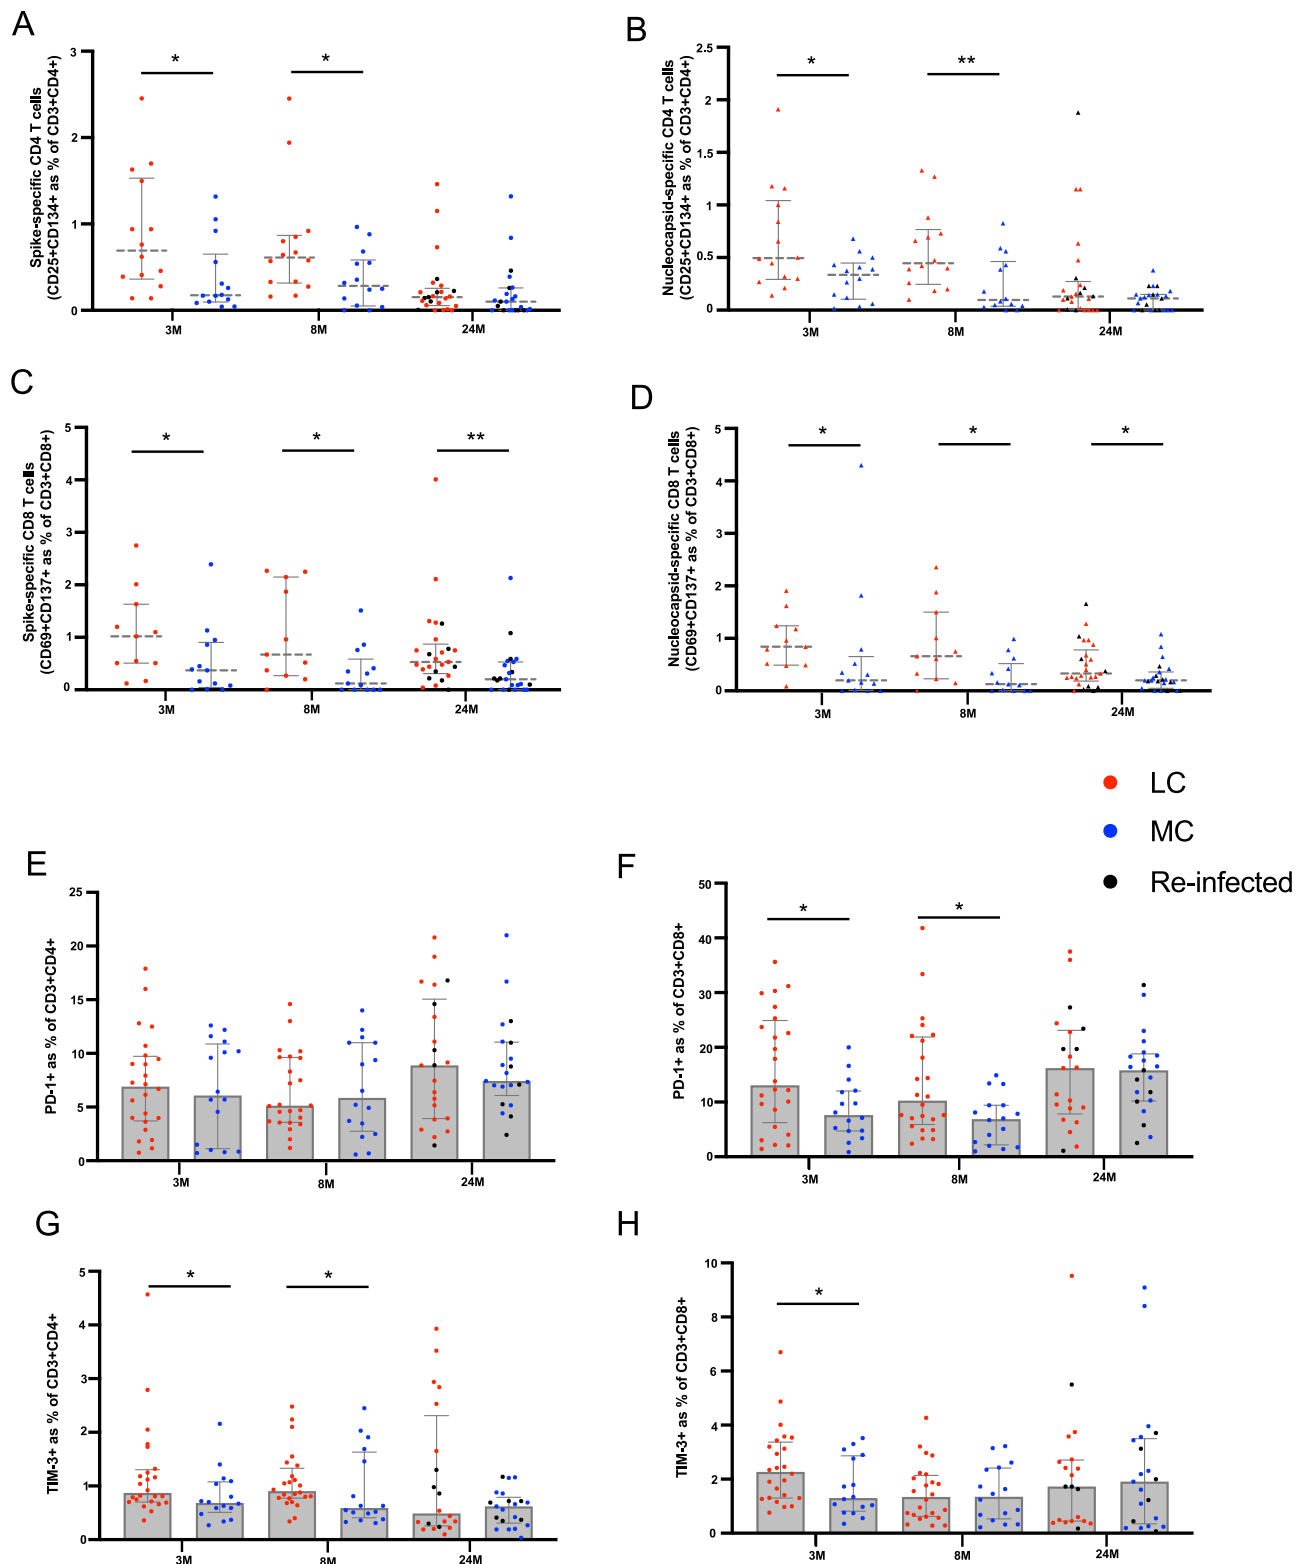 A
Spike-specific CD4 T cells
(CD25+CD134+ as % of CD3+CD4+)
3
2
1
0
*
*
3M
8M
24M
B
Nucleocapsid-specific CD4 T cells
(CD25+CD134+ as % of CD3+CD4+)
2.5
2
1.5
1
0.5
0
*
**
3M
8M
24M
C
Spike-specific CD8 T cells
(CD69+CD137+ as % of CD3+CD8+)
5
4
3
2
1
0
*
*
**
3M
8M
24M
D
Nucleocapsid-specific CD8 T cells
(CD69+CD137+ as % of CD3+CD8+)
5
4
3
2
1
0
*
*
*
3M
8M
24M
LC
MC
Re-infected
E
PD-1+ as % of CD3+CD4+
25
20
15
10
5
0
3M
8M
24M
F
PD-1+ as % of CD3+CD8+
50
40
30
20
10
0
*
*
3M
8M
24M
G
TIM-3+ as % of CD3+CD4+
5
4
3
2
1
0
*
*
3M
8M
24M
H
TIM-3+ as % of CD3+CD8+
10
8
6
4
2
0
*
3M
8M
24M